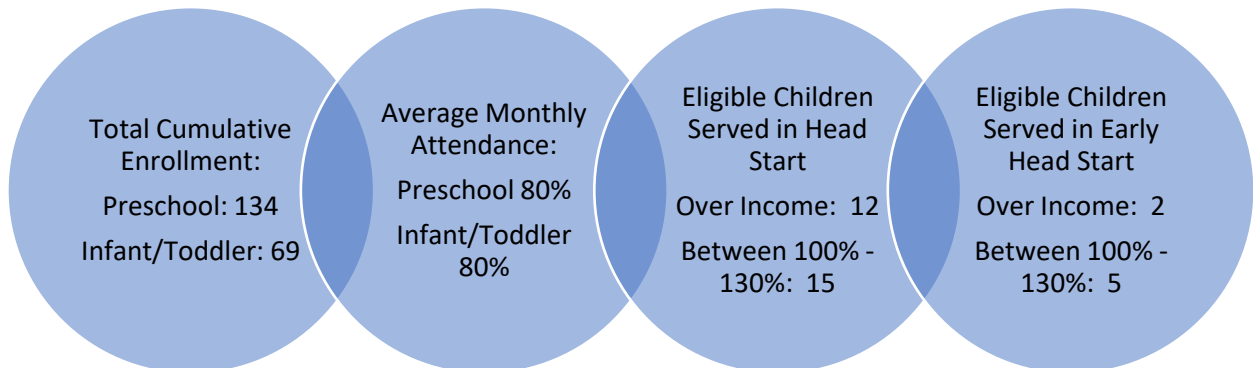 Total Cumulative
Enrollment:
Preschool: 134
Infant/Toddler: 69
Average Monthly
Attendance:
Preschool 80%
Infant/Toddler
80%
Eligible Children
Served in Head
Start
Over Income:  12
Between 100% -
130%:  15
Eligible Children
Served in Early
Head Start
Over Income:  2
Between 100% -
130%:  5